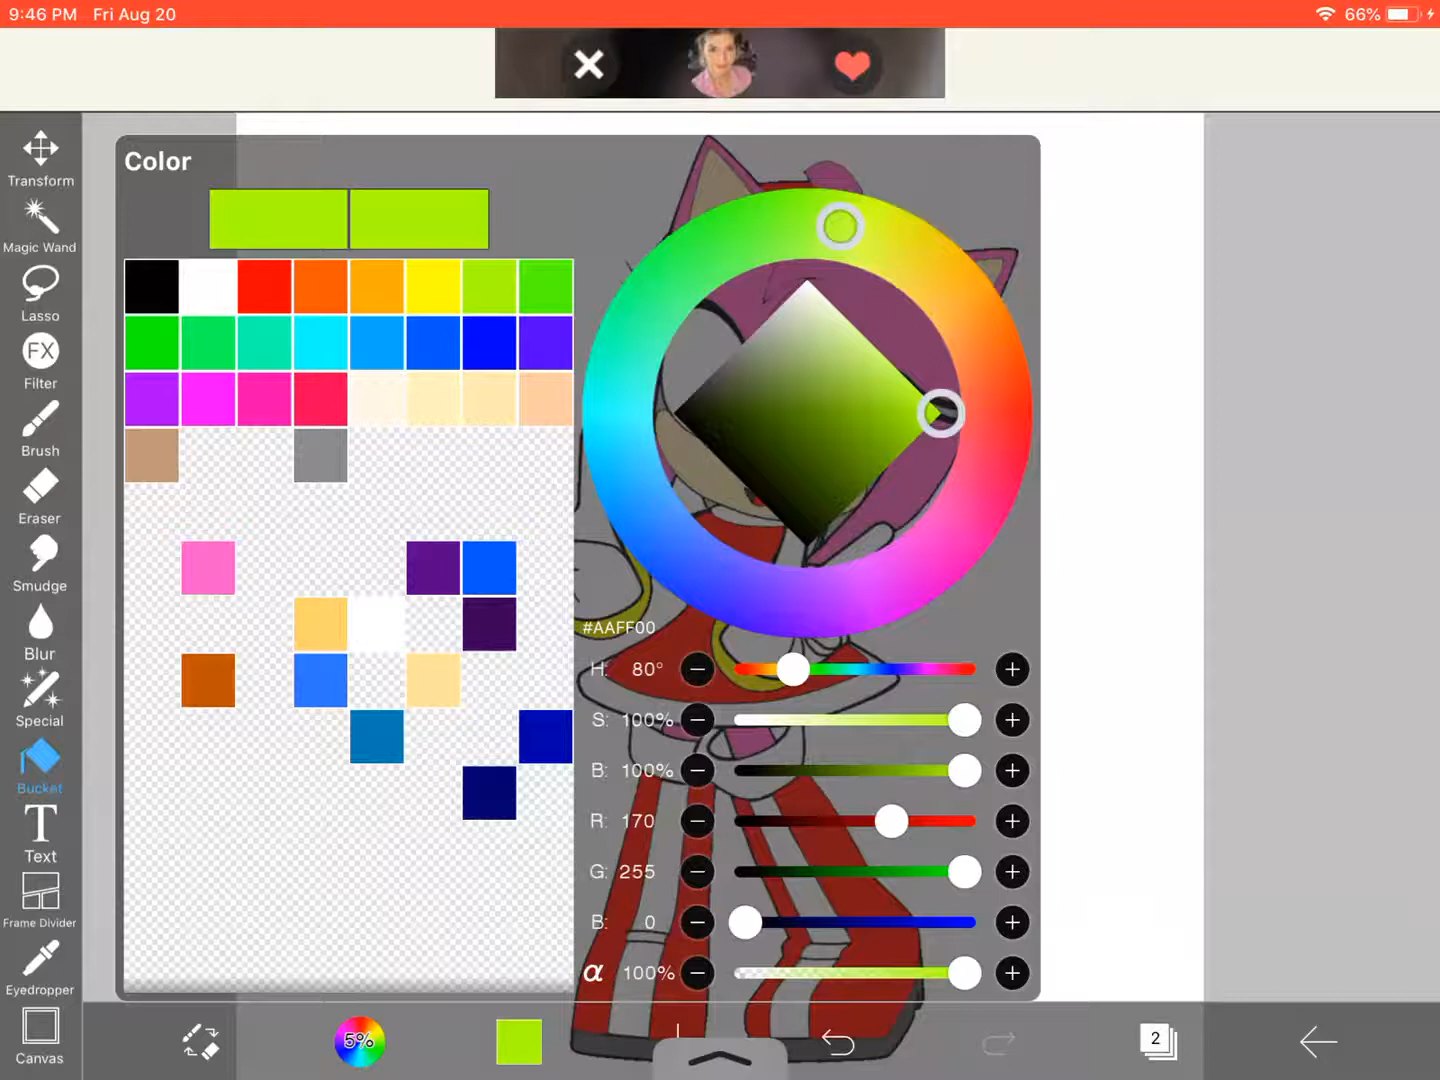 9:46 PM Fri Aug 20
66%
Color
Transform
Magic Wand
Lasso
FX
Filter
Brush
Eraser
Smudge
Blur
Special
Bucket
T
Text
Frame Divider
Eyedropper
Canvas
#AAFF00
H: 80°
S: 100%
B: 100%
R: 170
G: 255
B: 0
α 100%
5%
2